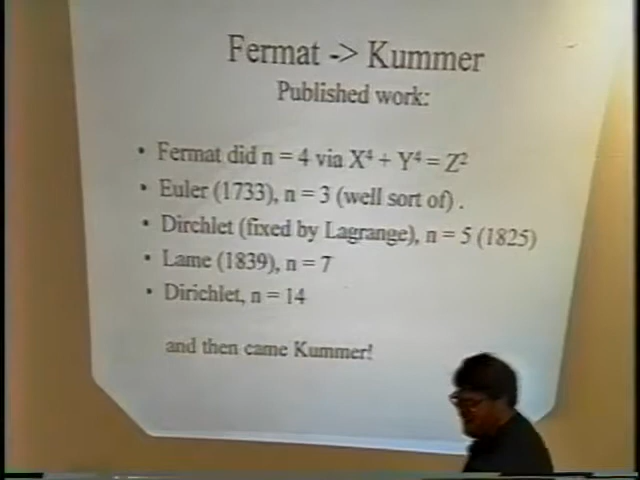 Fermat -> Kummer
Published work:
• Fermat did n = 4 via X⁴ + Y⁴ = Z²
• Euler (1733), n = 3 (well sort of) .
• Dirchlet (fixed by Lagrange), n = 5 (1825)
• Lame (1839), n = 7
• Dirichlet, n = 14
and then came Kummer!